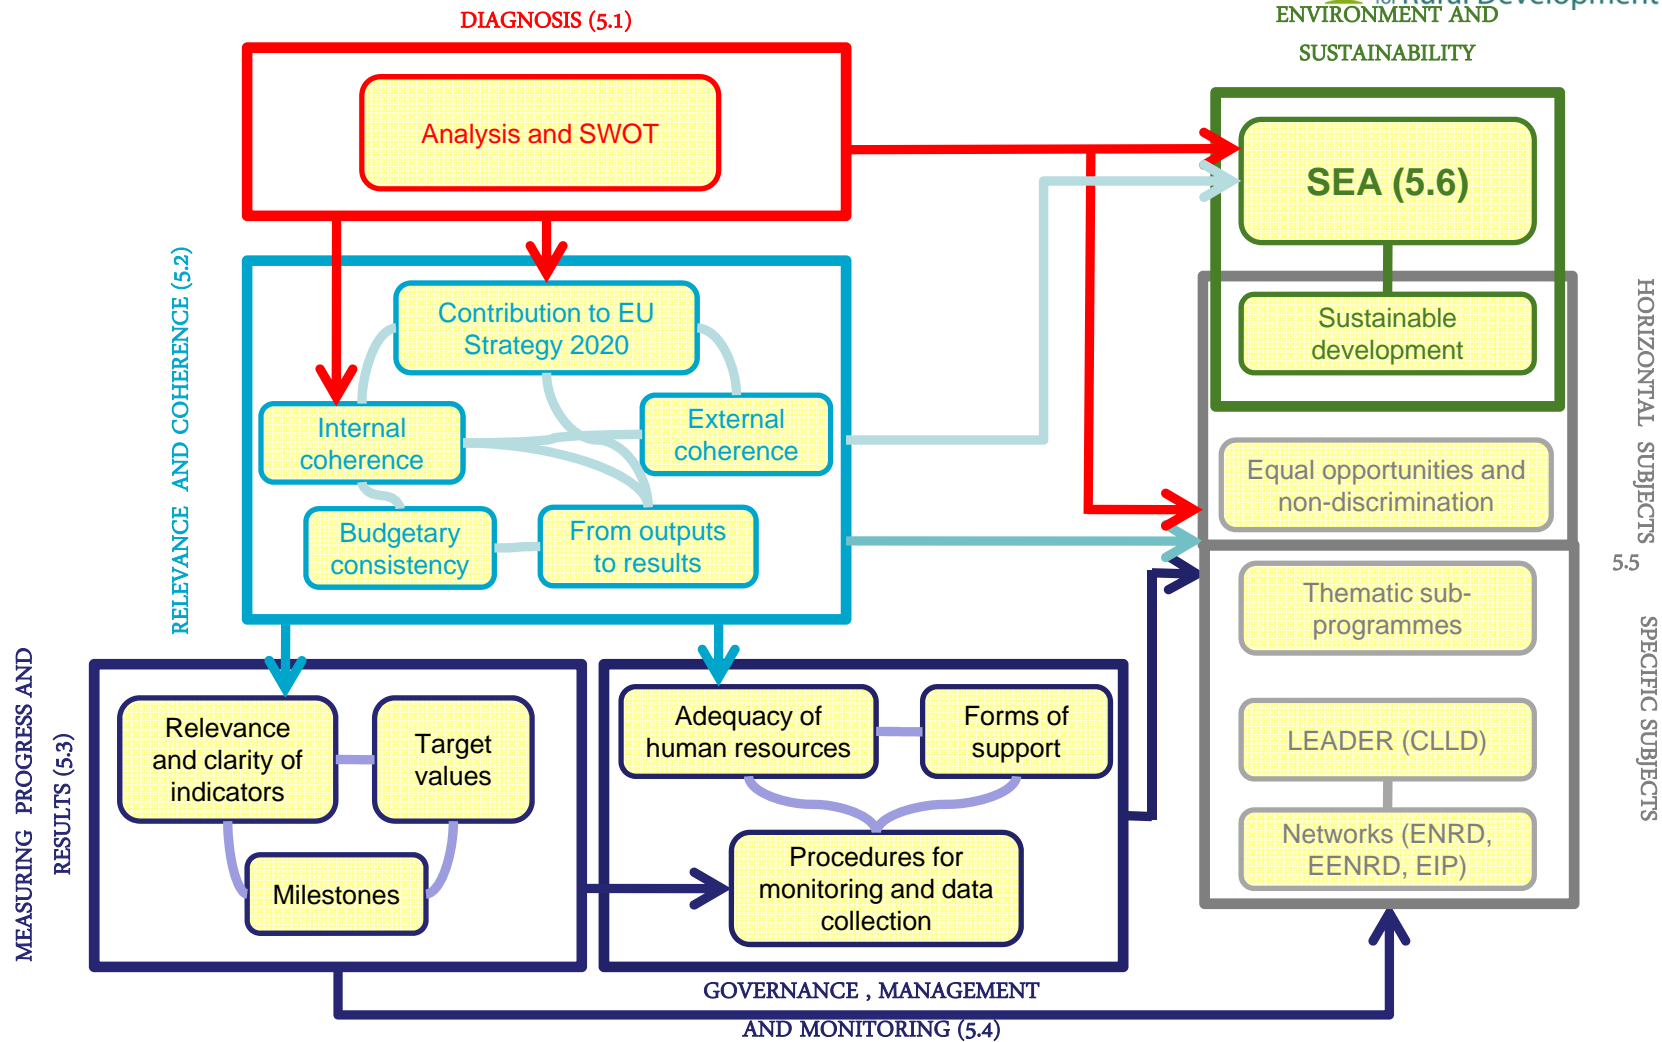 for Rural Development
DIAGNOSIS (5.1)
ENVIRONMENT AND
SUSTAINABILITY
Analysis and SWOT
SEA (5.6)
Sustainable
development
RELEVANCE AND COHERENCE (5.2)
Contribution to EU
Strategy 2020
Internal
coherence
External
coherence
Budgetary
consistency
From outputs
to results
HORIZONTAL SUBJECTS
Equal opportunities and
non-discrimination
5.5
SPECIFIC SUBJECTS
Thematic sub-
programmes
LEADER (CLLD)
Networks (ENRD,
EENRD, EIP)
MEASURING PROGRESS AND
RESULTS (5.3)
Relevance
and clarity of
indicators
Target
values
Milestones
Adequacy of
human resources
Forms of
support
Procedures for
monitoring and data
collection
GOVERNANCE , MANAGEMENT
AND MONITORING (5.4)